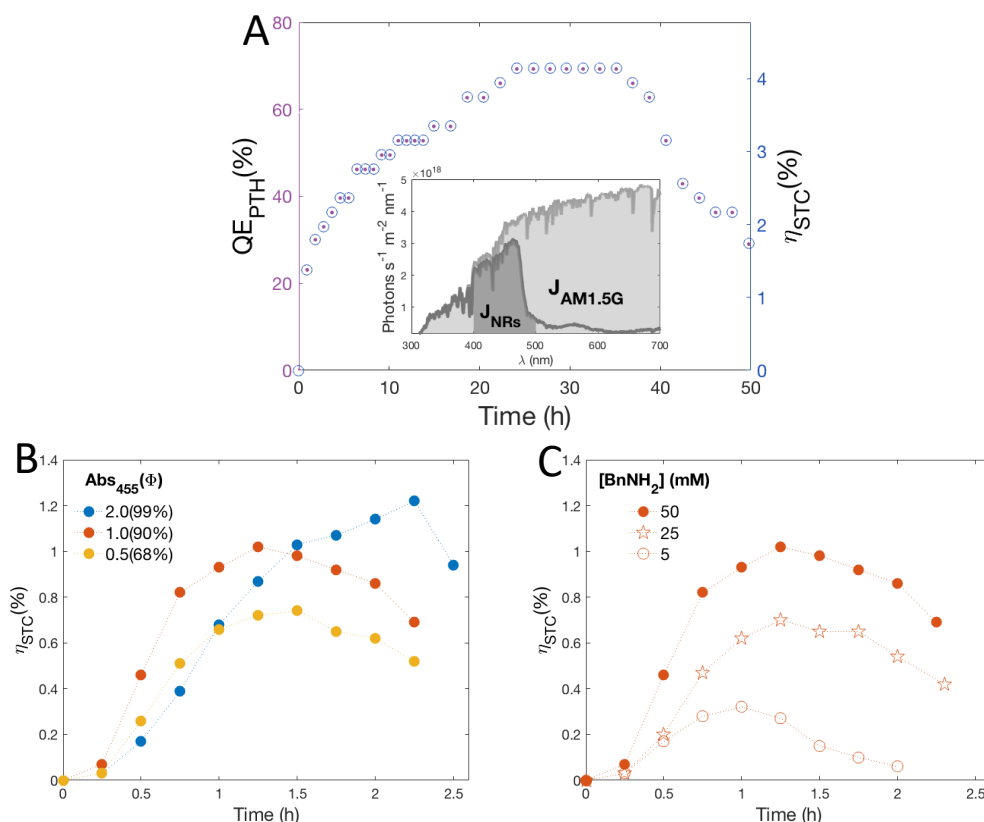 A
80
60
40
20
0
QE_PTH(%)
0 10 20 30 40 50
Time (h)
4
3
2
1
0
η_STC(%)
×10^18
5
4
3
2
1
Photons s^-1 m^-2 nm^-1
J_NRs
J_AM1.5G
300 400 500 600 700
λ (nm)
B
1.4
1.2
1
0.8
0.6
0.4
0.2
0
η_STC(%)
Abs_455(Φ)
2.0(99%)
1.0(90%)
0.5(68%)
0 0.5 1 1.5 2 2.5
Time (h)
C
1.4
1.2
1
0.8
0.6
0.4
0.2
0
η_STC(%)
[BnNH_2] (mM)
50
25
5
0 0.5 1 1.5 2 2.5
Time (h)